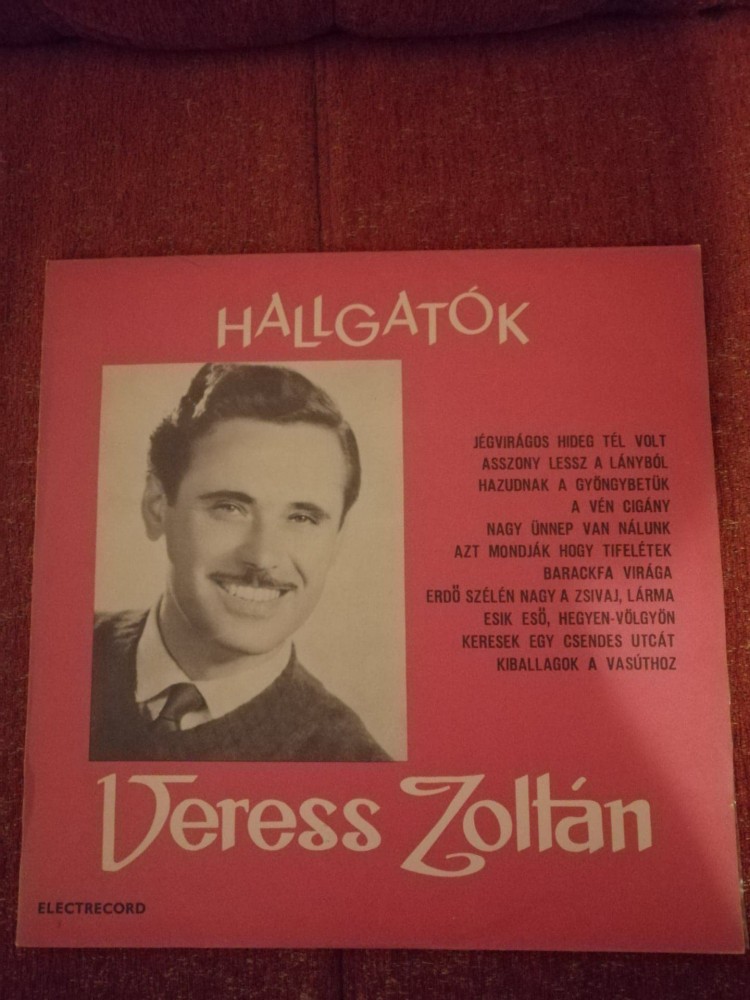 HALLGATÓK
JÉGVIRÁGOS HIDEG TÉL VOLT
ASSZONY LESSZ A LÁNYBÓL
HAZUDNAK A GYÖNGYBETÜK
A VÉN CIGÁNY
NAGY ÜNNEP VAN NÁLUNK
AZT MONDJÁK HOGY TIFELÉTEK
BARACKFA VIRÁGA
ERDŐ SZÉLÉN NAGY A ZSIVAJ, LÁRMA
ESIK ESŐ, HEGYEN-VÖLGYÖN
KERESEK EGY CSENDES UTCÁT
KIBALLAGOK A VASÚTHOZ
Veress Zoltán
ELECTRECORD